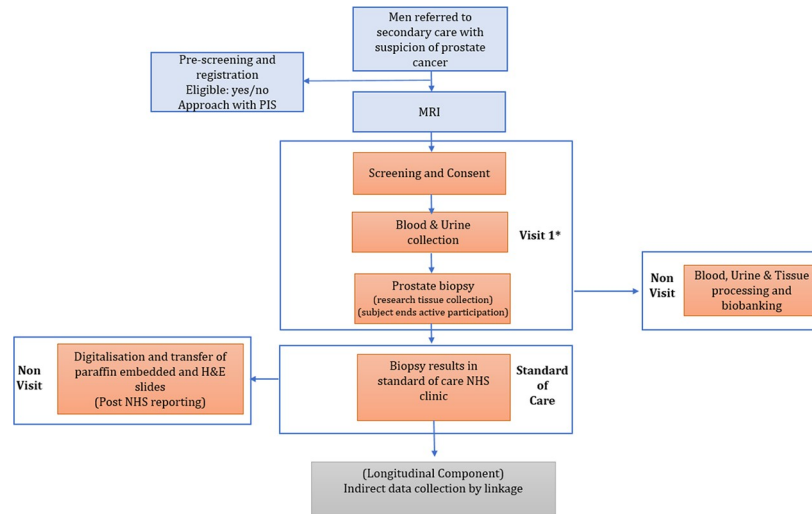 Men referred to
secondary care with
suspicion of prostate
cancer
Pre-screening and
registration
Eligible: yes/no
Approach with PIS
MRI
Screening and Consent
Blood & Urine
collection
Visit 1*
Prostate biopsy
(research tissue collection)
(subject ends active participation)
Non
Visit
Blood, Urine & Tissue
processing and
biobanking
Non
Visit
Digitalisation and transfer of
paraffin embedded and H&E
slides
(Post NHS reporting)
Biopsy results in
standard of care NHS
clinic
Standard
of
Care
(Longitudinal Component)
Indirect data collection by linkage